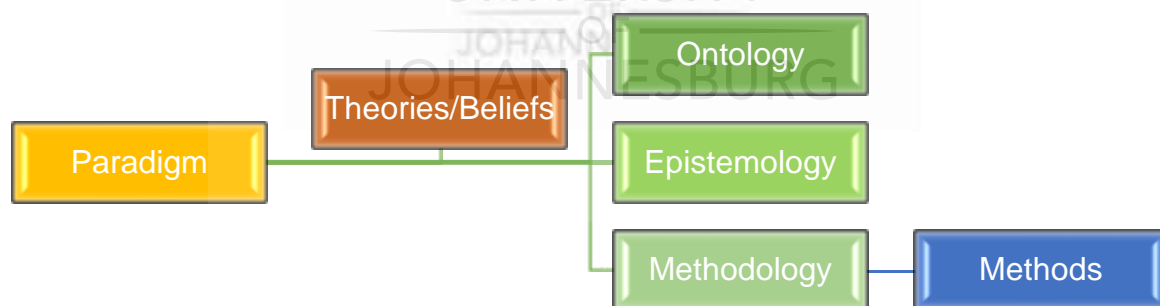 JOHANNESBURG
Ontology
Theories/Beliefs
Paradigm
Epistemology
Methodology
Methods